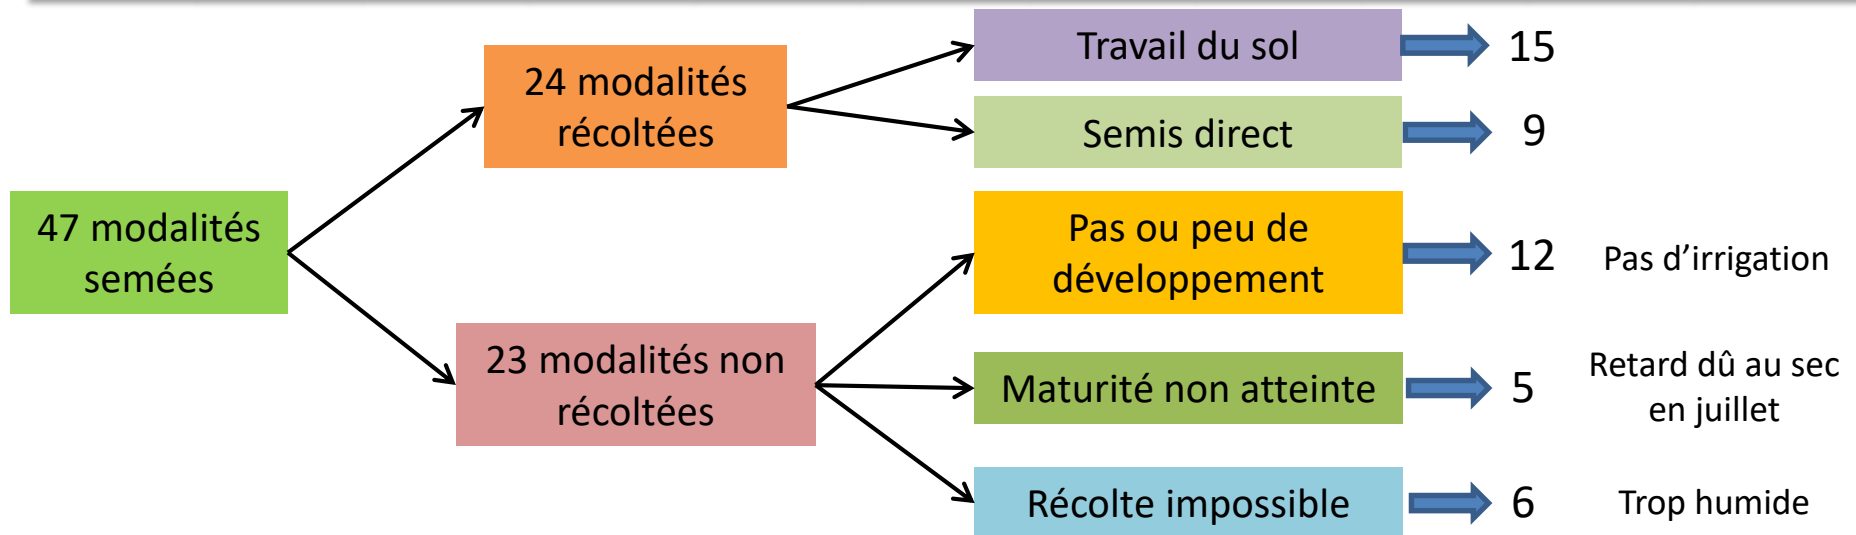 47 modalités
semées
24 modalités
récoltées
23 modalités non
récoltées
Travail du sol
15
Semis direct
9
Pas ou peu de
développement
12
Pas d’irrigation
Maturité non atteinte
5
Retard dû au sec
en juillet
Récolte impossible
6
Trop humide